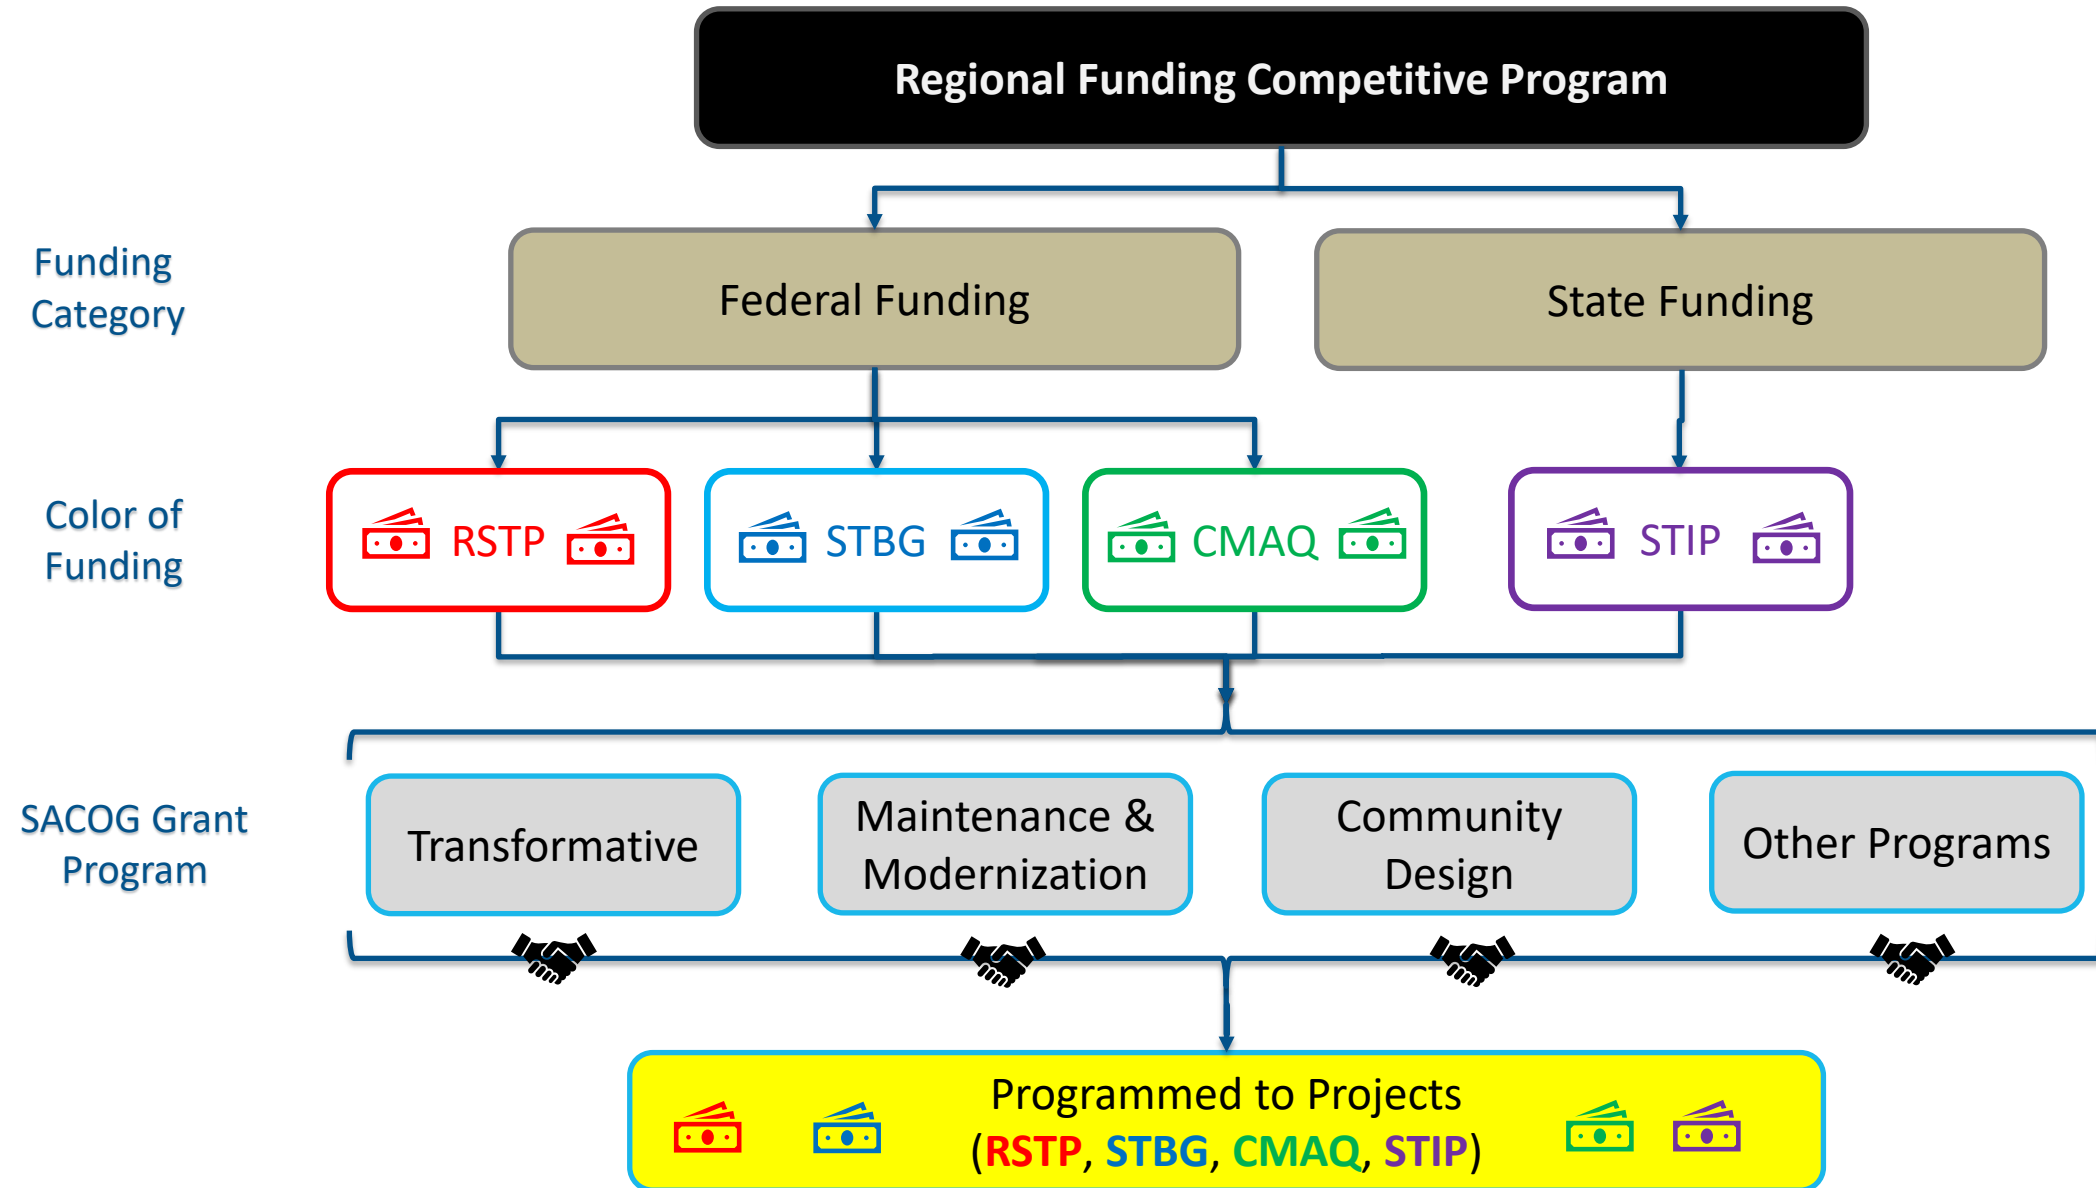 Regional Funding Competitive Program
Funding
Category
Federal Funding
State Funding
Color of
Funding
RSTP
STBG
CMAQ
STIP
SACOG Grant
Program
Transformative
Maintenance &
Modernization
Community
Design
Other Programs
Programmed to Projects
(RSTP, STBG, CMAQ, STIP)